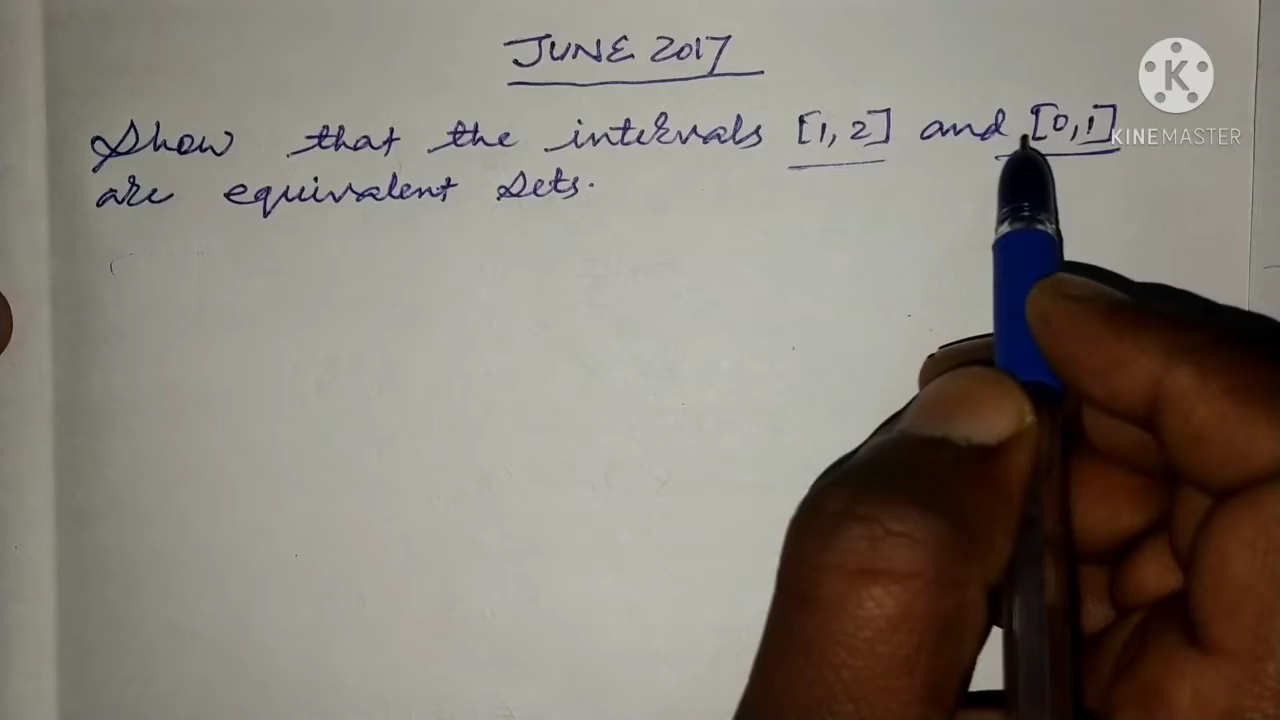 JUNE 2017
Show that the intervals [1, 2] and [0, 1]
are equivalent sets.
K
KINEMASTER